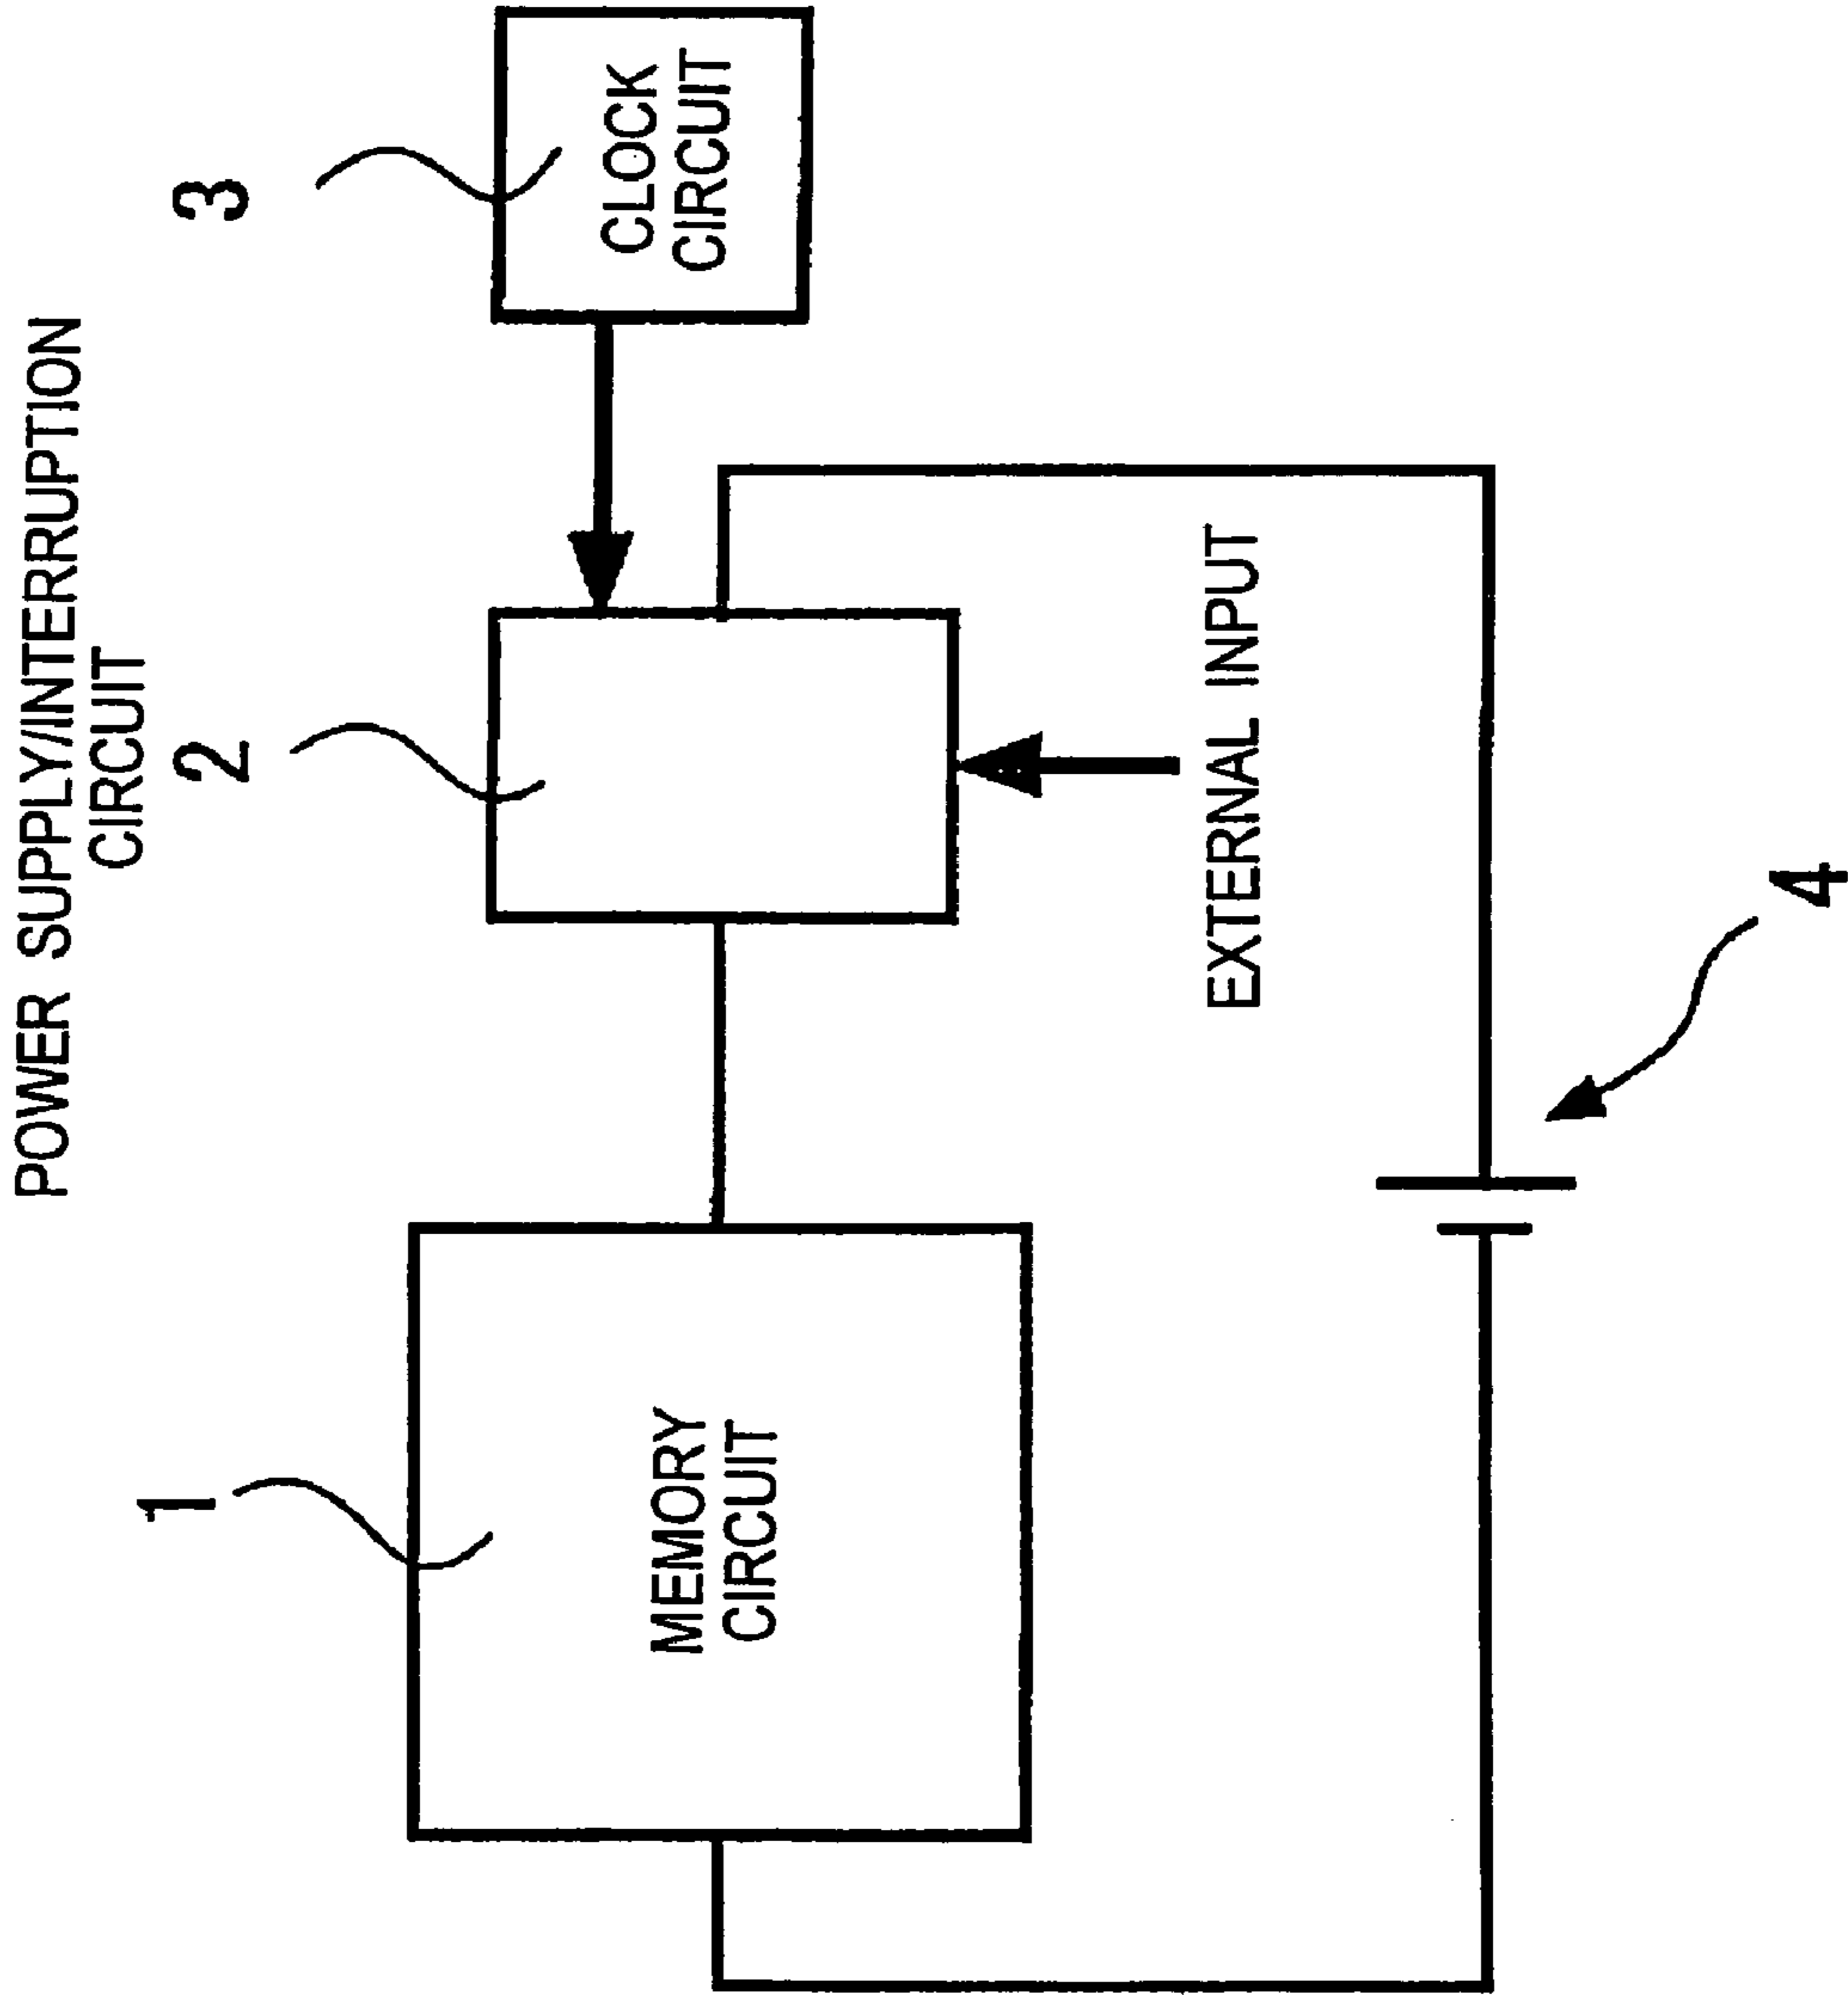 POWER SUPPLY/INTERRUPTION
CIRCUIT
1
2
3
MEMORY
CIRCUIT
CLOCK
CIRCUIT
EXTERNAL INPUT
4